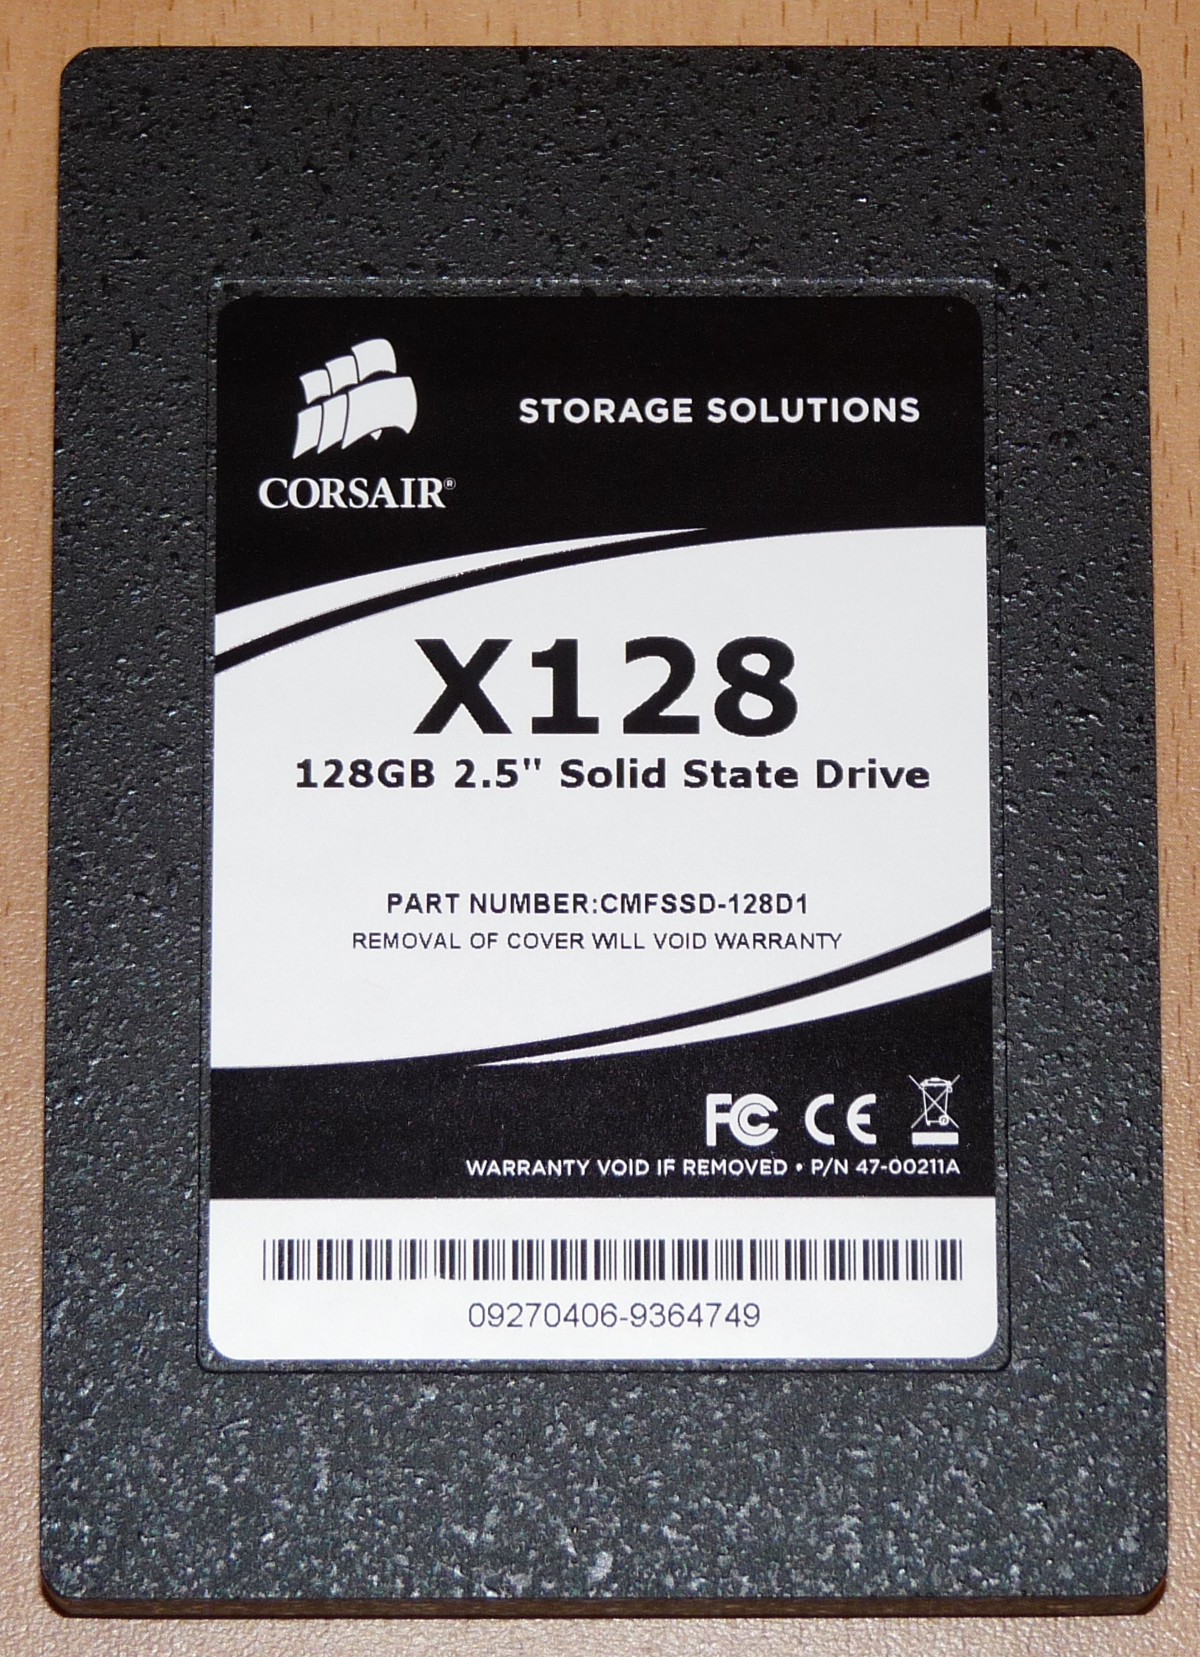 STORAGE SOLUTIONS
CORSAIR®
X128
128GB 2.5" Solid State Drive
PART NUMBER:CMFSSD-128D1
REMOVAL OF COVER WILL VOID WARRANTY
FC CE
WARRANTY VOID IF REMOVED • P/N 47-00211A
09270406-9364749